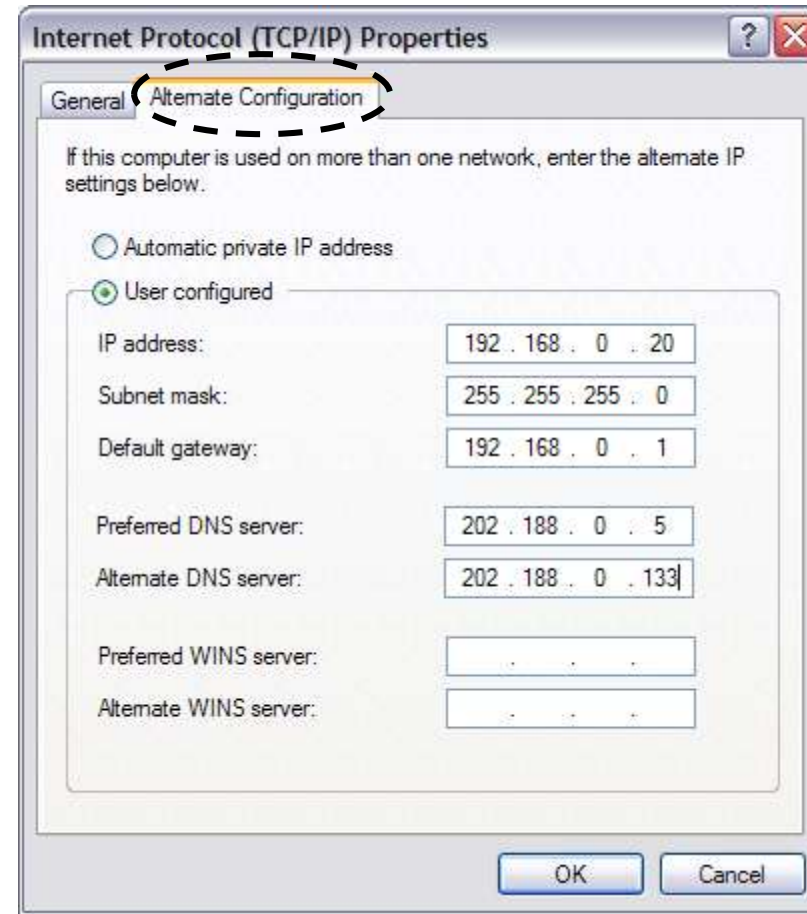 Internet Protocol (TCP/IP) Properties
General Alternate Configuration
If this computer is used on more than one network, enter the alternate IP
settings below.
Automatic private IP address
User configured
IP address: 192 . 168 . 0 . 20
Subnet mask: 255 . 255 . 255 . 0
Default gateway: 192 . 168 . 0 . 1
Preferred DNS server: 202 . 188 . 0 . 5
Alternate DNS server: 202 . 188 . 0 . 133
Preferred WINS server: . . .
Alternate WINS server: . . .
OK Cancel